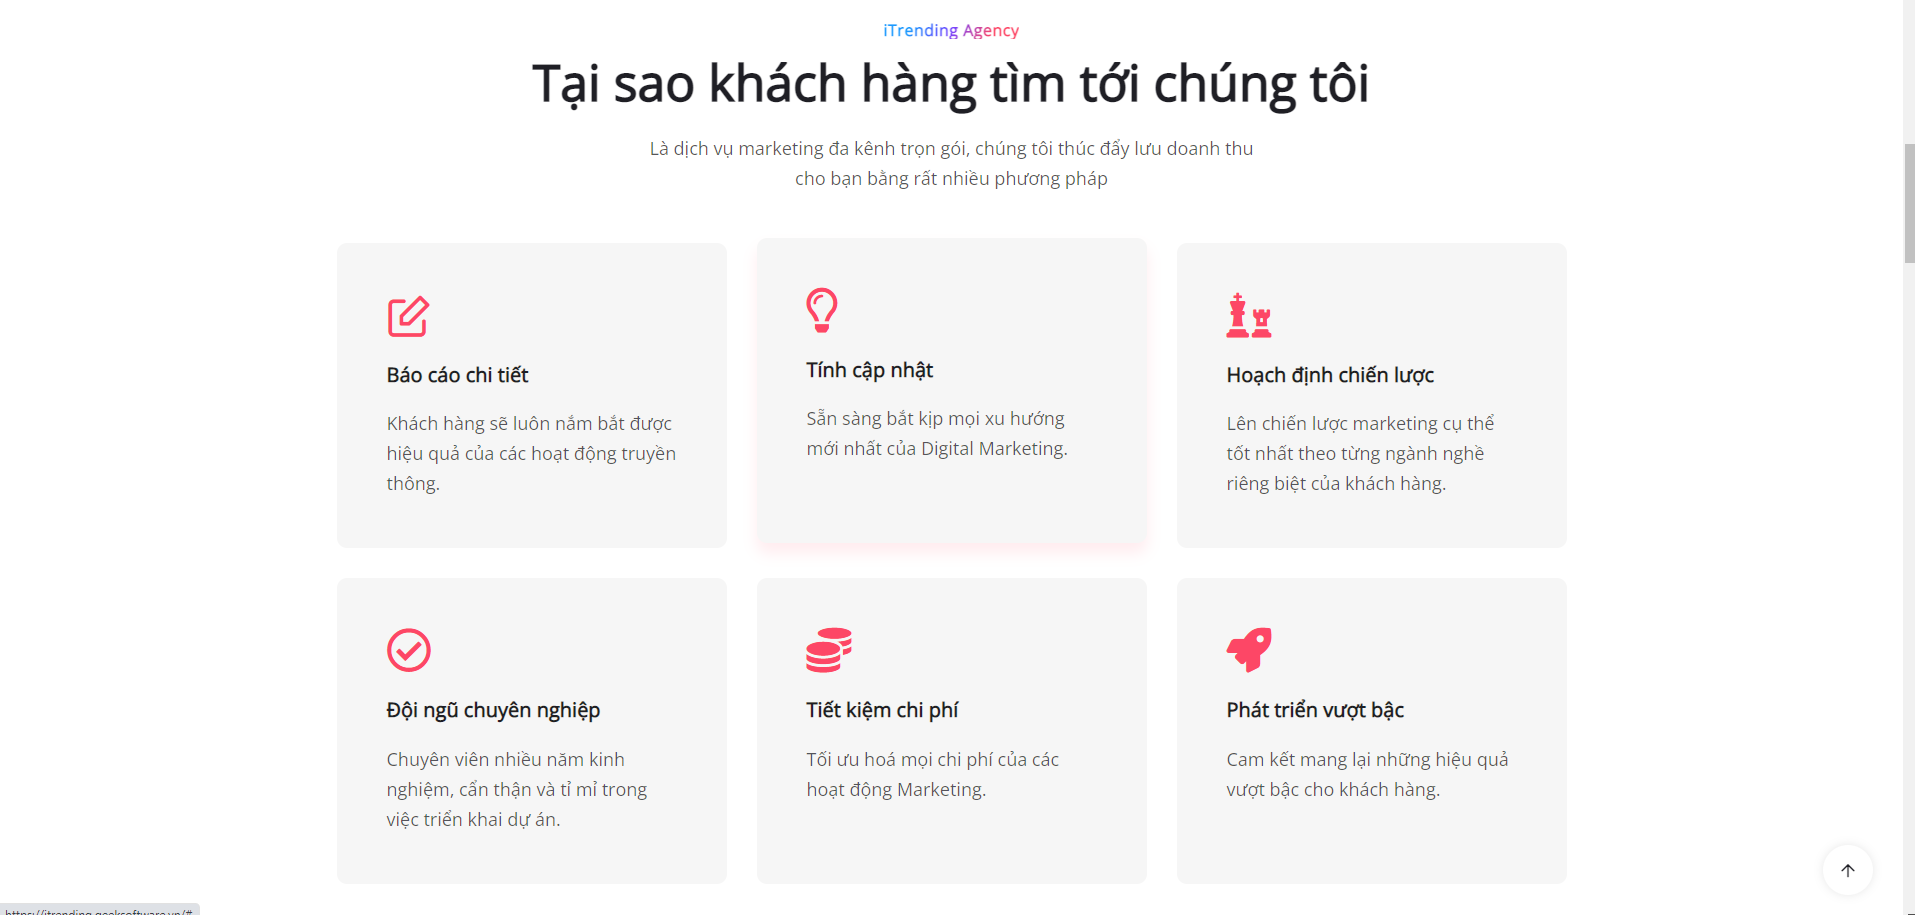 iTrending Agency
Tại sao khách hàng tìm tới chúng tôi
Là dịch vụ marketing đa kênh trọn gói, chúng tôi thúc đẩy lưu doanh thu
cho bạn bằng rất nhiều phương pháp
Báo cáo chi tiết
Khách hàng sẽ luôn nắm bắt được
hiệu quả của các hoạt động truyền
thông.
Tính cập nhật
Sẵn sàng bắt kịp mọi xu hướng
mới nhất của Digital Marketing.
Hoạch định chiến lược
Lên chiến lược marketing cụ thể
tốt nhất theo từng ngành nghề
riêng biệt của khách hàng.
Đội ngũ chuyên nghiệp
Chuyên viên nhiều năm kinh
nghiệm, cẩn thận và tỉ mỉ trong
việc triển khai dự án.
Tiết kiệm chi phí
Tối ưu hoá mọi chi phí của các
hoạt động Marketing.
Phát triển vượt bậc
Cam kết mang lại những hiệu quả
vượt bậc cho khách hàng.
https://itrending.geeksoftware.vn/#